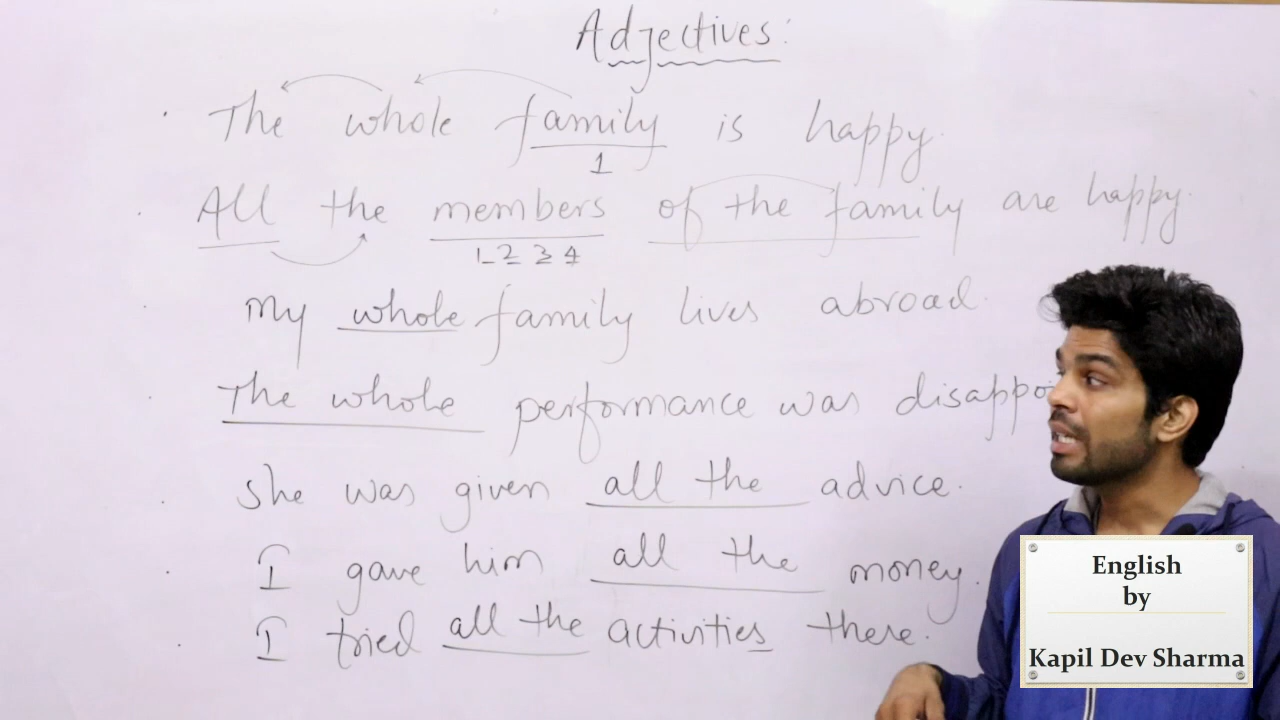 Adjectives:
The whole family is happy.
1
All the members of the family are happy.
1 2 3 4
My whole family lives abroad.
The whole performance was disappo
She was given all the advice.
I gave him all the money.
I tried all the activities there.
English
by
Kapil Dev Sharma